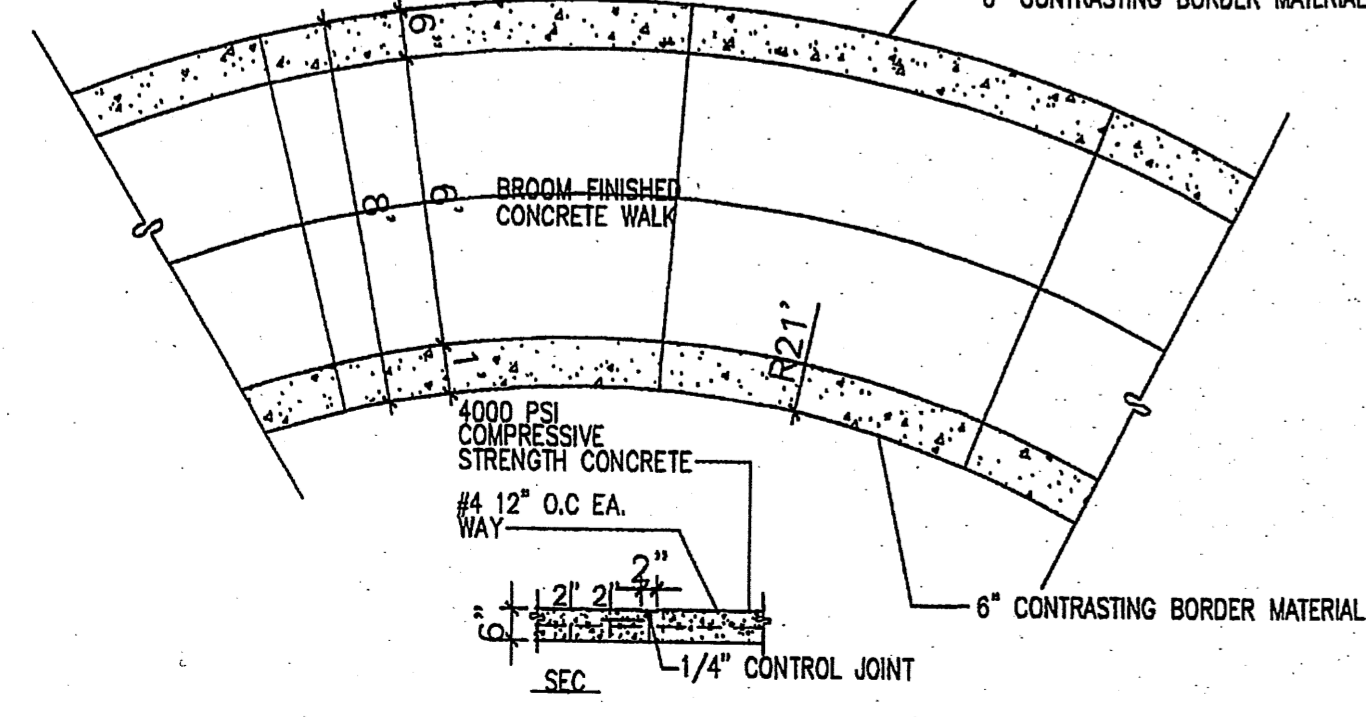 6" CONTRASTING BORDER MATERIAL
6"
8'
6'
BROOM FINISHED
CONCRETE WALK
1
R21'
4000 PSI
COMPRESSIVE
STRENGTH CONCRETE
#4 12" O.C EA.
WAY
2"
2" 2"
6"
1/4" CONTROL JOINT
SEC
6" CONTRASTING BORDER MATERIAL